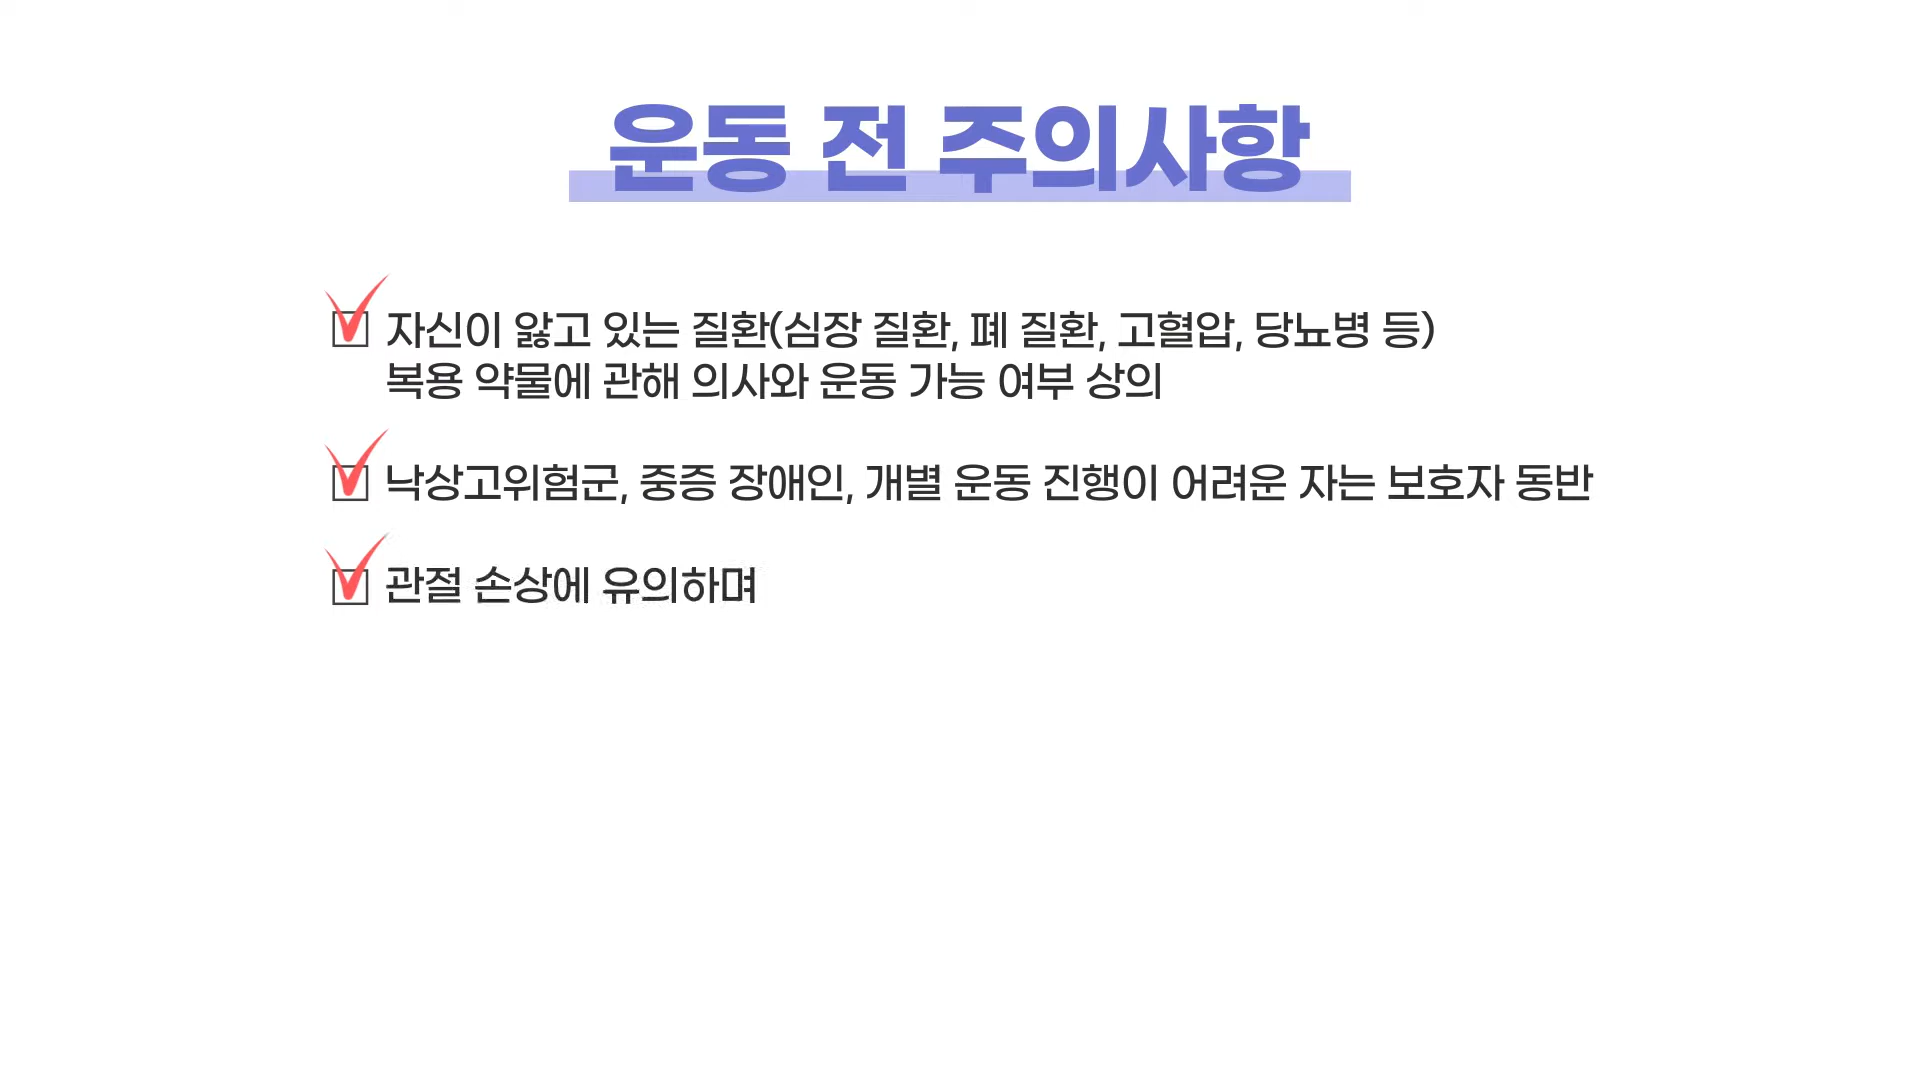 운동 전 주의사항
자신이 앓고 있는 질환(심장 질환, 폐 질환, 고혈압, 당뇨병 등)
복용 약물에 관해 의사와 운동 가능 여부 상의
낙상고위험군, 중증 장애인, 개별 운동 진행이 어려운 자는 보호자 동반
관절 손상에 유의하며